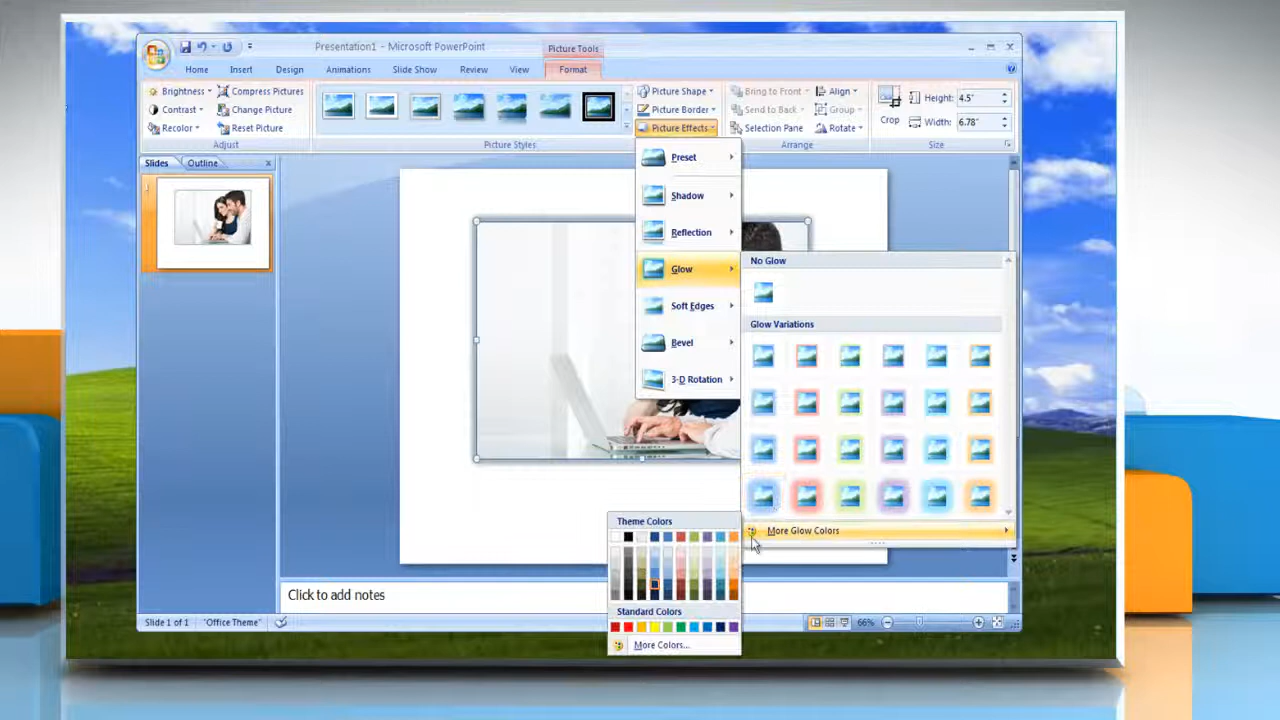 Presentation1 - Microsoft PowerPoint
Picture Tools
Home
Insert
Design
Animations
Slide Show
Review
View
Format
Brightness
Contrast
Recolor
Compress Pictures
Change Picture
Reset Picture
Adjust
Picture Styles
Picture Shape
Picture Border
Picture Effects
Bring to Front
Send to Back
Selection Pane
Align
Group
Rotate
Arrange
Crop
Height: 4.5"
Width: 6.78"
Size
Slides
Outline
1
Preset
Shadow
Reflection
Glow
Soft Edges
Bevel
3-D Rotation
No Glow
Glow Variations
More Glow Colors
Theme Colors
Standard Colors
More Colors...
Click to add notes
Slide 1 of 1
"Office Theme"
66%